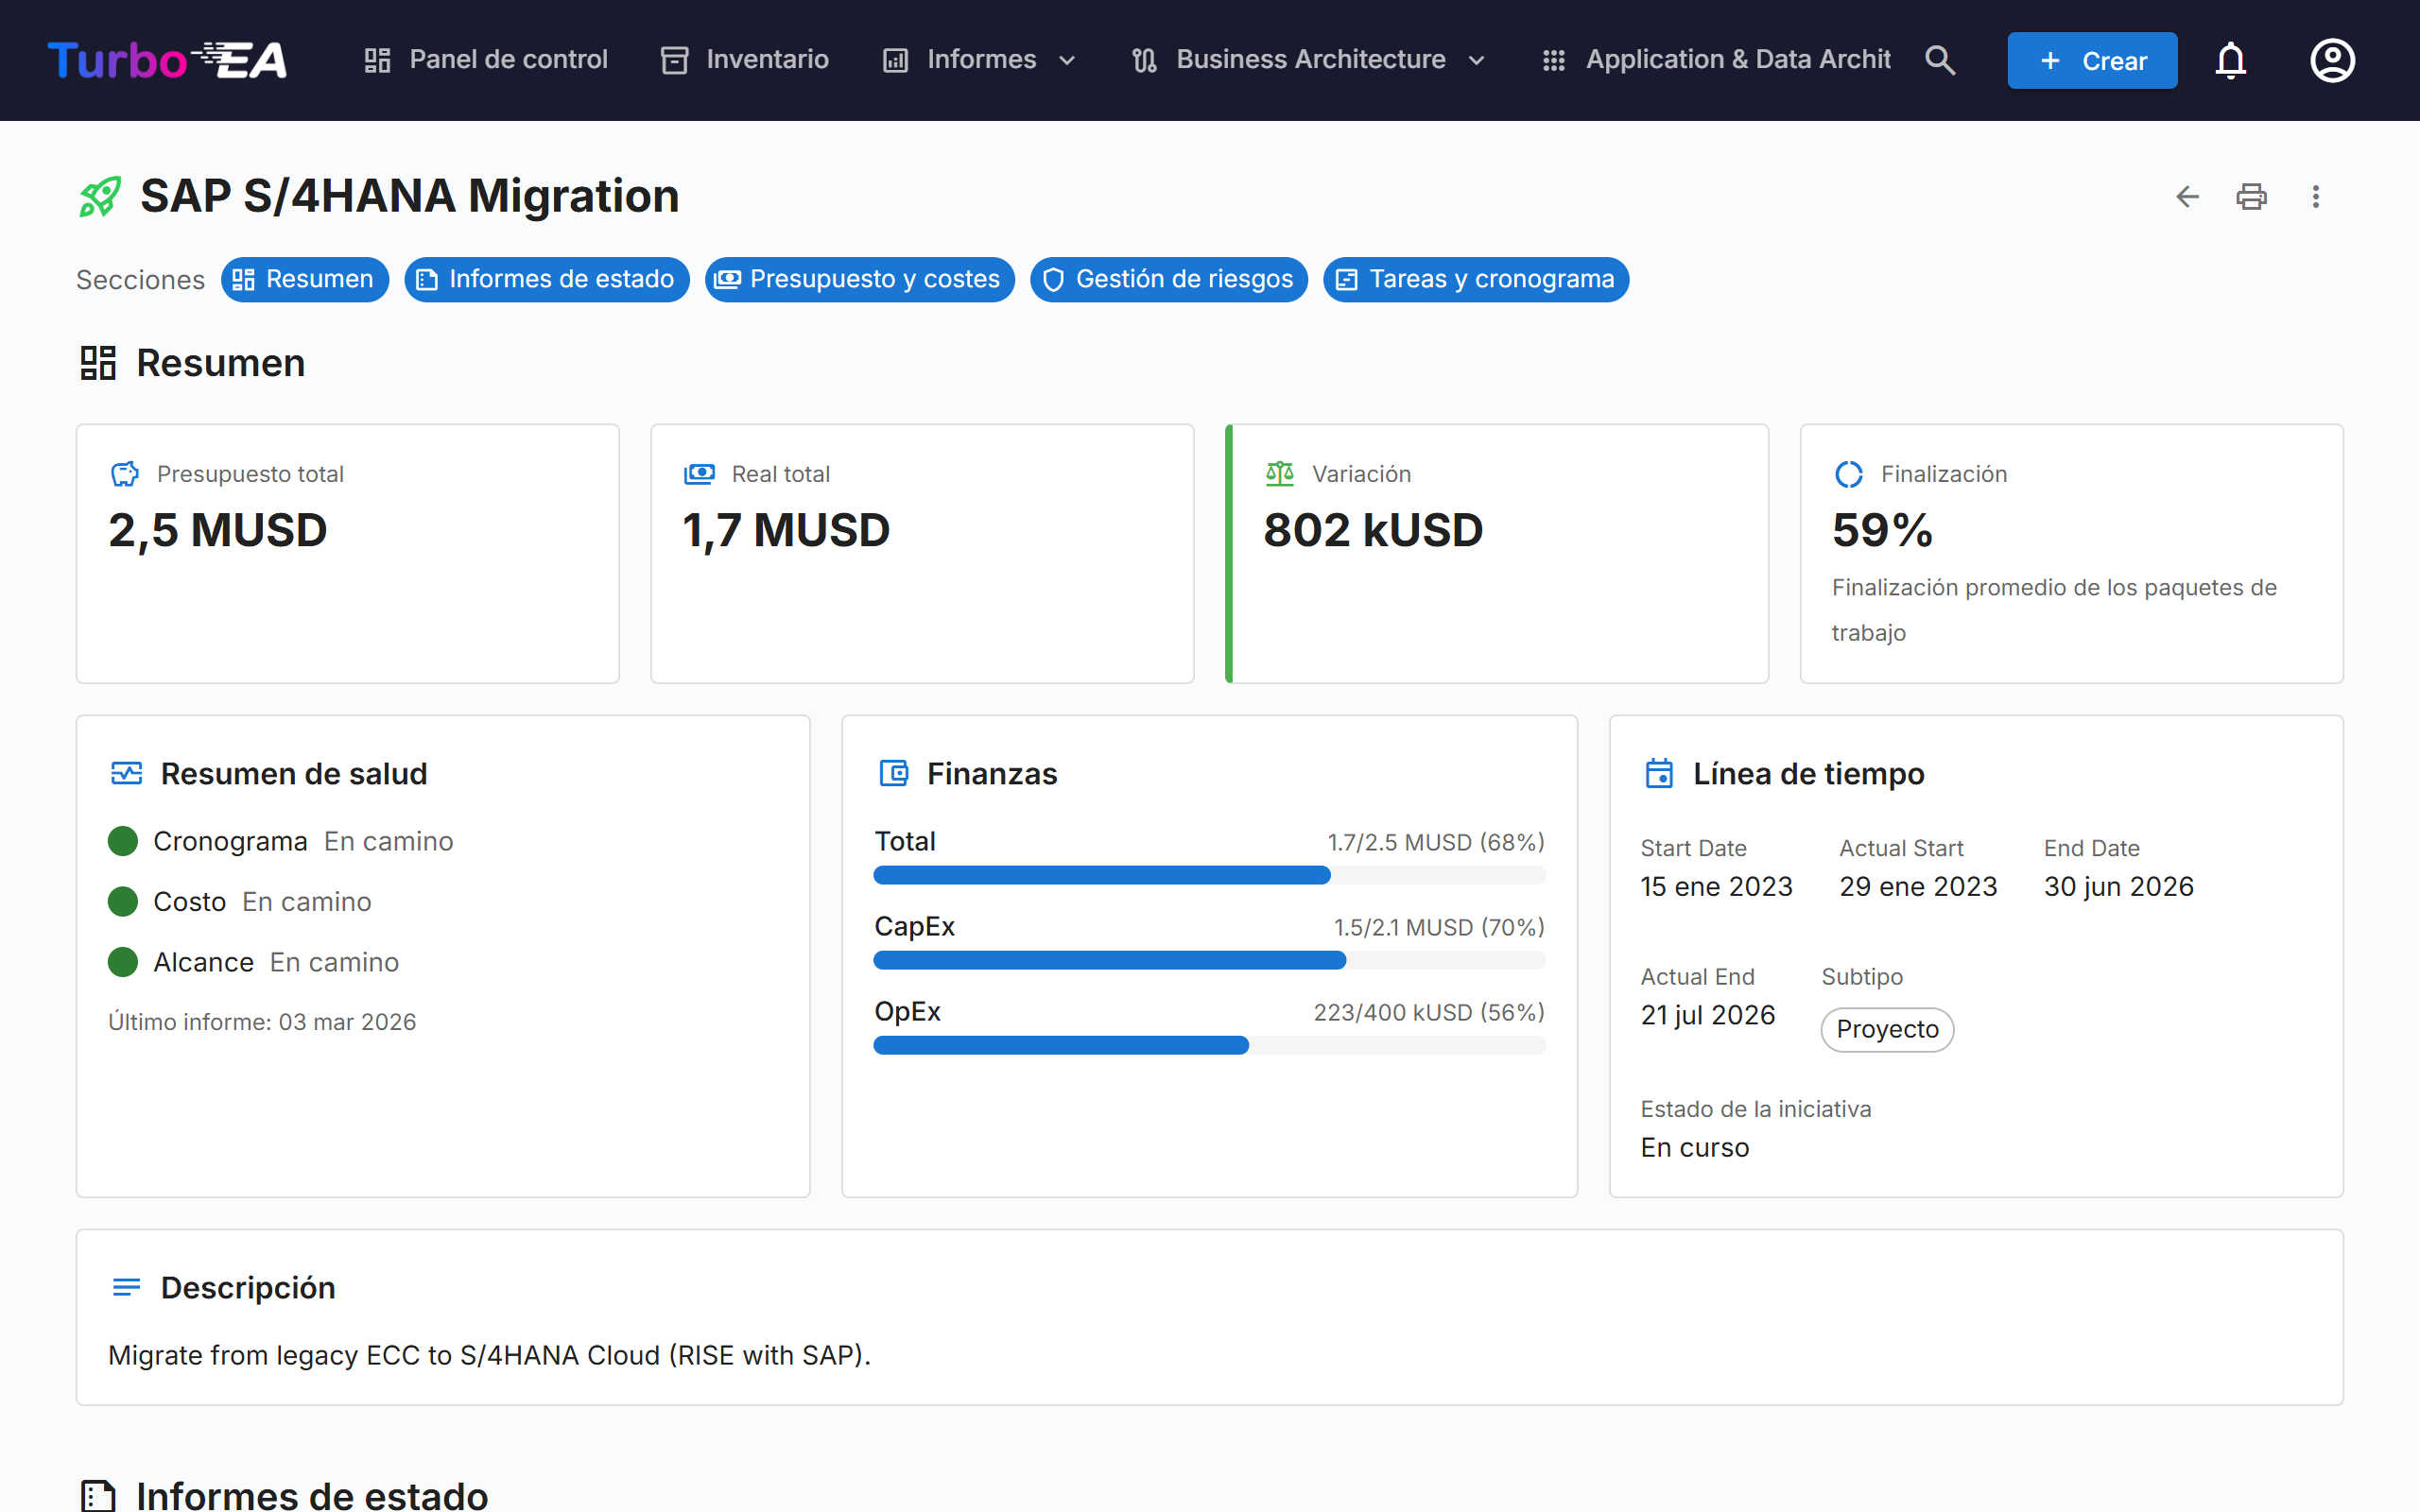 Turbo EA
Panel de control
Inventario
Informes
Business Architecture
Application & Data Archit
+ Crear
SAP S/4HANA Migration
Secciones
Resumen
Informes de estado
Presupuesto y costes
Gestión de riesgos
Tareas y cronograma
Resumen
Presupuesto total
2,5 MUSD
Real total
1,7 MUSD
Variación
802 kUSD
Finalización
59%
Finalización promedio de los paquetes de
trabajo
Resumen de salud
Cronograma En camino
Costo En camino
Alcance En camino
Último informe: 03 mar 2026
Finanzas
Total 1.7/2.5 MUSD (68%)
CapEx 1.5/2.1 MUSD (70%)
OpEx 223/400 kUSD (56%)
Línea de tiempo
Start Date
15 ene 2023
Actual Start
29 ene 2023
End Date
30 jun 2026
Actual End
21 jul 2026
Subtipo
Proyecto
Estado de la iniciativa
En curso
Descripción
Migrate from legacy ECC to S/4HANA Cloud (RISE with SAP).
Informes de estado